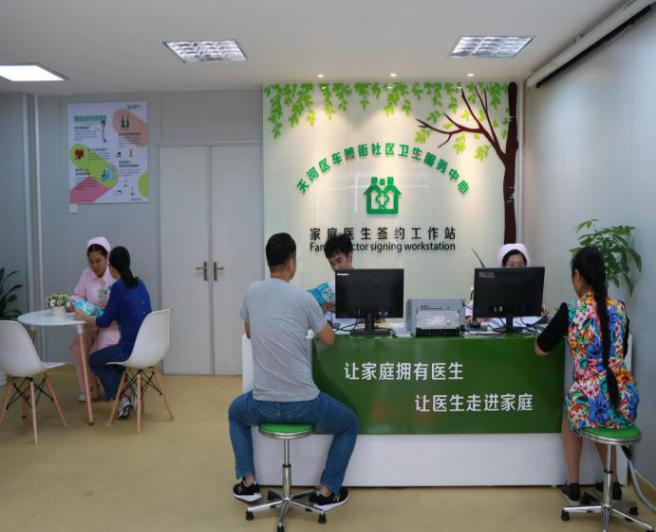 天河区车陂街社区卫生服务中心
家庭医生签约工作站
signing workstation
让家庭拥有医生
让医生走进家庭